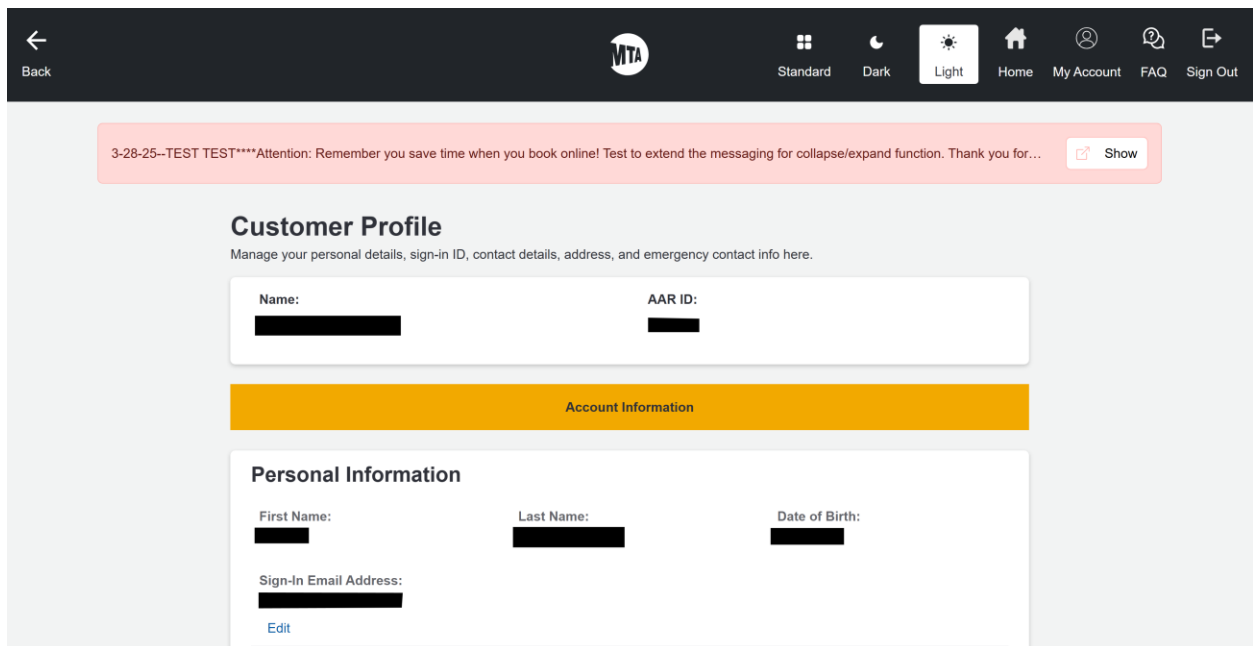 Back
MTA
Standard
Dark
Light
Home
My Account
FAQ
Sign Out
3-28-25--TEST TEST****Attention: Remember you save time when you book online! Test to extend the messaging for collapse/expand function. Thank you for…
Show
Customer Profile
Manage your personal details, sign-in ID, contact details, address, and emergency contact info here.
Name:
AAR ID:
Account Information
Personal Information
First Name:
Last Name:
Date of Birth:
Sign-In Email Address:
Edit